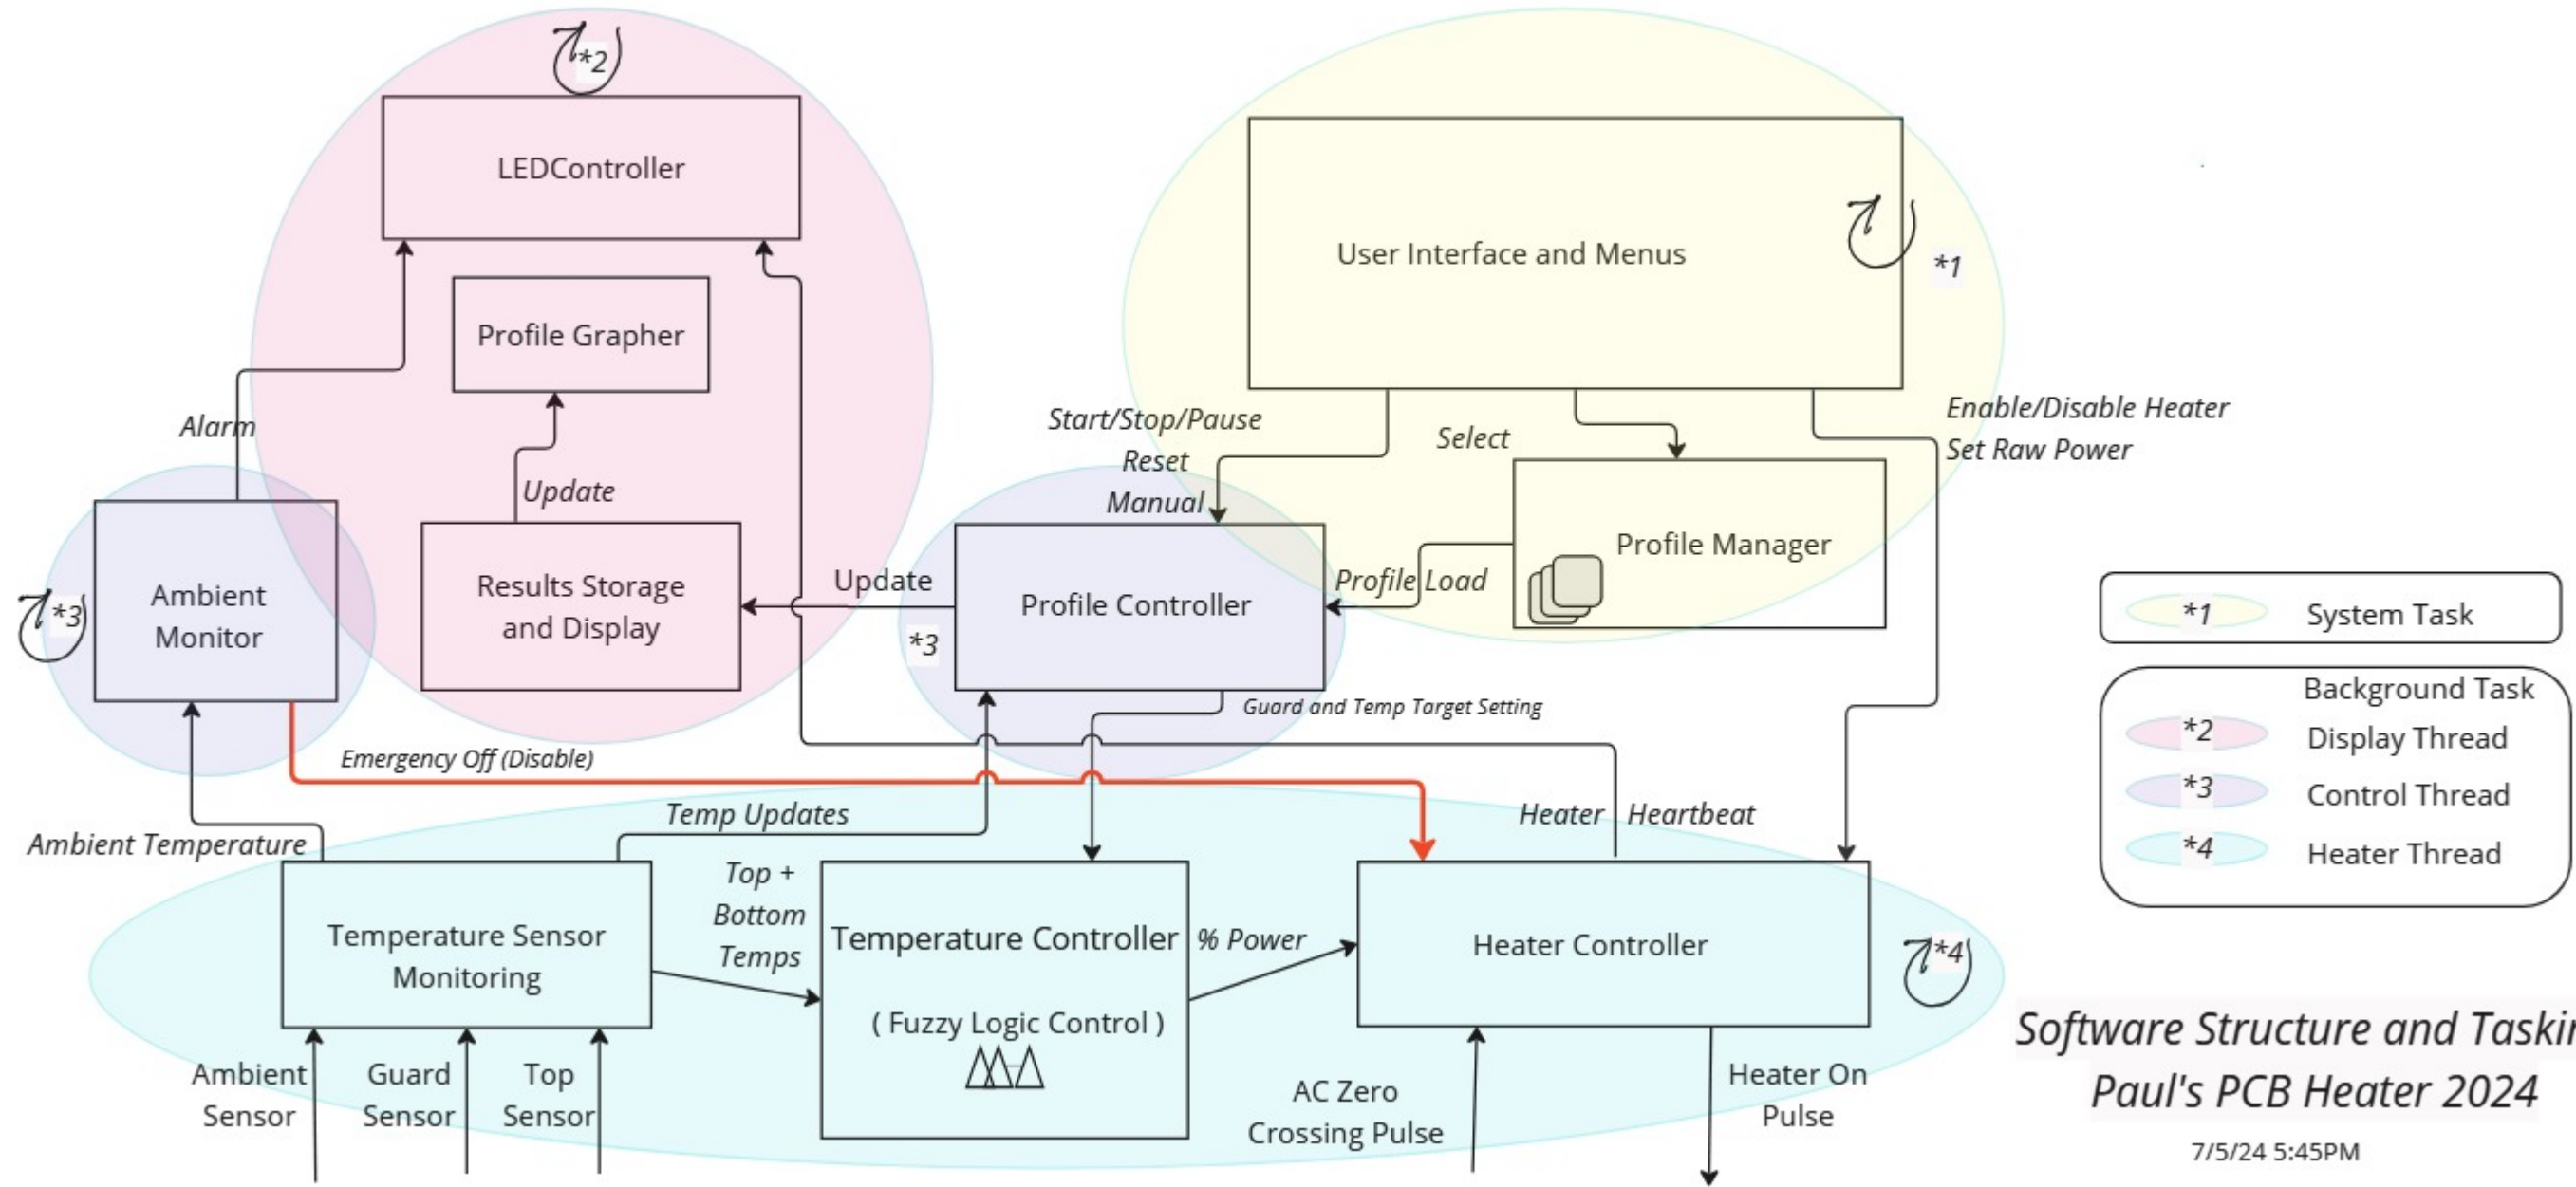 *2
LEDController
Profile Grapher
User Interface and Menus
*1
Alarm
Update
Start/Stop/Pause
Reset
Manual
Select
Enable/Disable Heater
Set Raw Power
*3
Ambient
Monitor
Results Storage
and Display
Update
*3
Profile Controller
Profile Load
Profile Manager
*1
System Task
Background Task
*2
Display Thread
*3
Control Thread
*4
Heater Thread
Guard and Temp Target Setting
Emergency Off (Disable)
Ambient Temperature
Temp Updates
Heater Heartbeat
Top +
Bottom
Temps
Temperature Sensor
Monitoring
Temperature Controller
( Fuzzy Logic Control )
% Power
Heater Controller
*4
Ambient
Sensor
Guard
Sensor
Top
Sensor
AC Zero
Crossing Pulse
Heater On
Pulse
Software Structure and
Paul's PCB Heater 2024
7/5/24 5:45PM